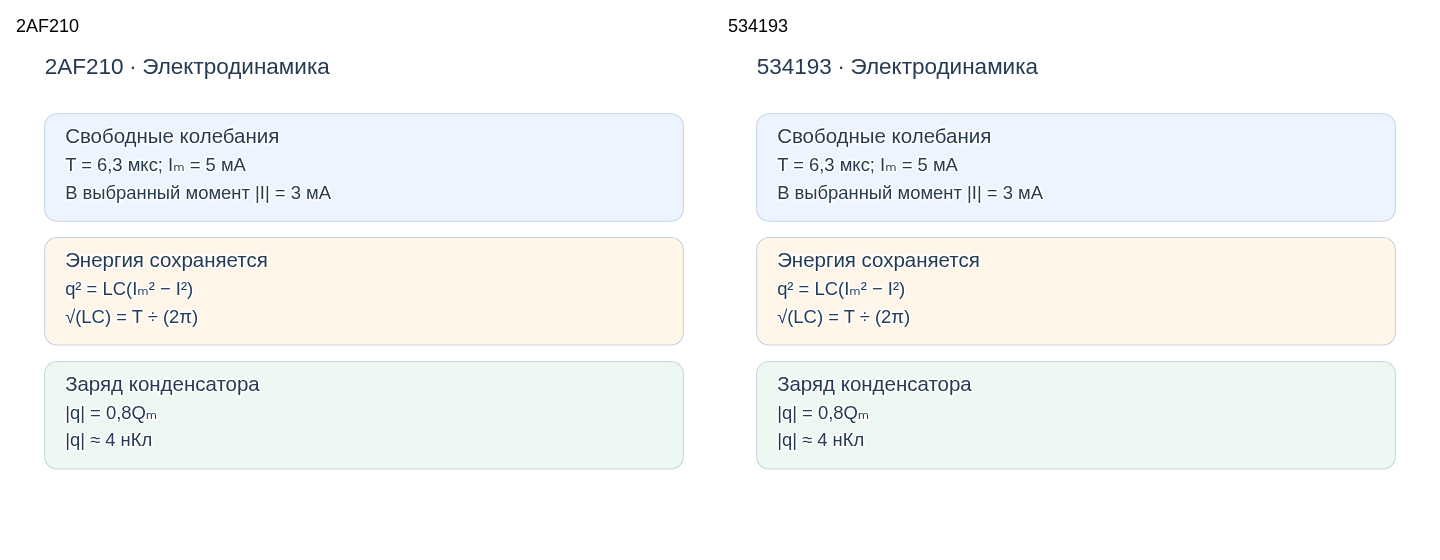 2AF210
2AF210 · Электродинамика
Свободные колебания
T = 6,3 мкс; Iₘ = 5 мА
В выбранный момент |I| = 3 мА
Энергия сохраняется
q² = LC(Iₘ² − I²)
√(LC) = T ÷ (2π)
Заряд конденсатора
|q| = 0,8Qₘ
|q| ≈ 4 нКл
534193
534193 · Электродинамика
Свободные колебания
T = 6,3 мкс; Iₘ = 5 мА
В выбранный момент |I| = 3 мА
Энергия сохраняется
q² = LC(Iₘ² − I²)
√(LC) = T ÷ (2π)
Заряд конденсатора
|q| = 0,8Qₘ
|q| ≈ 4 нКл